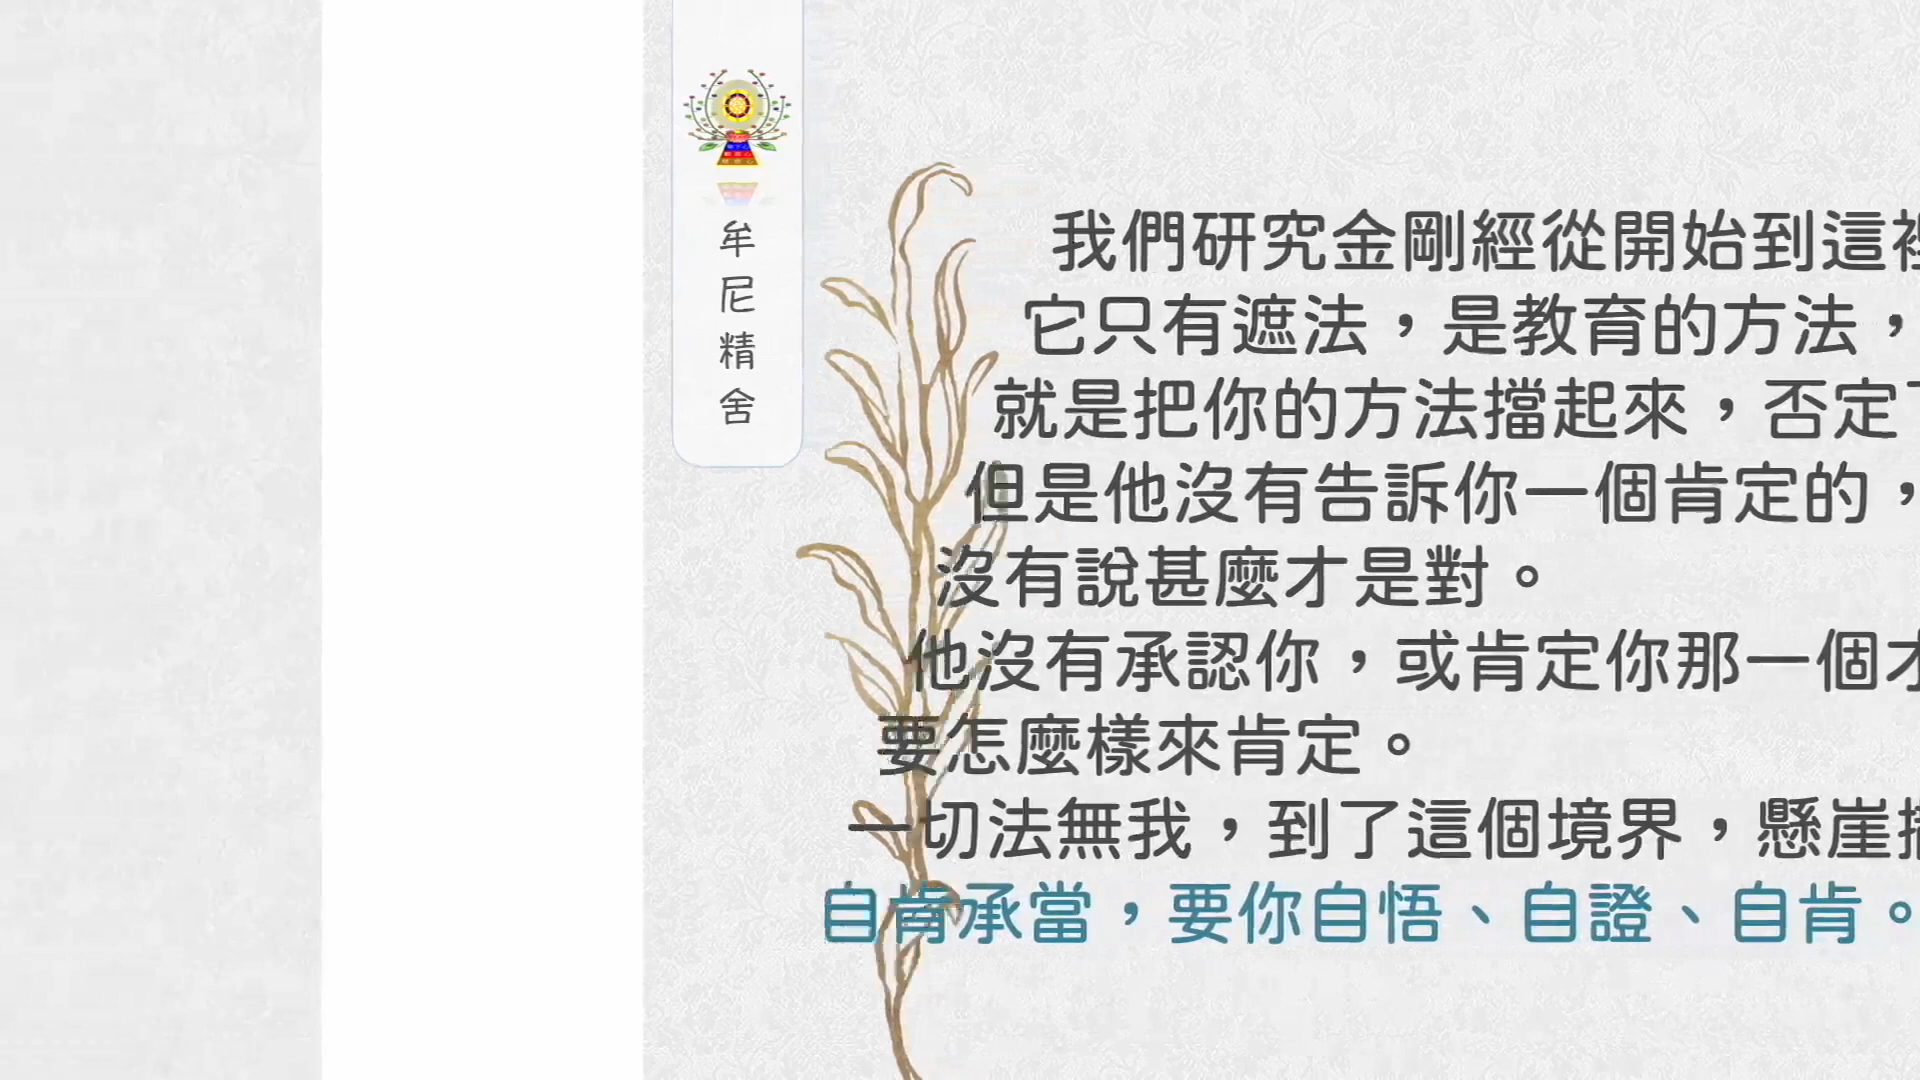 牟尼精舍
我們研究金剛經從開始到這裡
它只有遮法，是教育的方法，
就是把你的方法擋起來，否定了
但是他沒有告訴你一個肯定的，
沒有說甚麼才是對。
他沒有承認你，或肯定你那一個才
要怎麼樣來肯定。
一切法無我，到了這個境界，懸崖
自肯承當，要你自悟、自證、自肯。